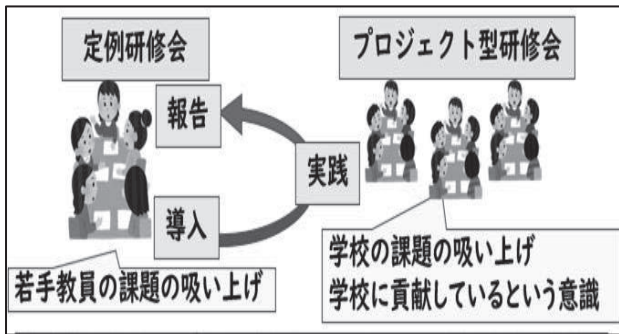 定例研修会
プロジェクト型研修会
報告
実践
導入
若手教員の課題の吸い上げ
学校の課題の吸い上げ
学校に貢献しているという意識